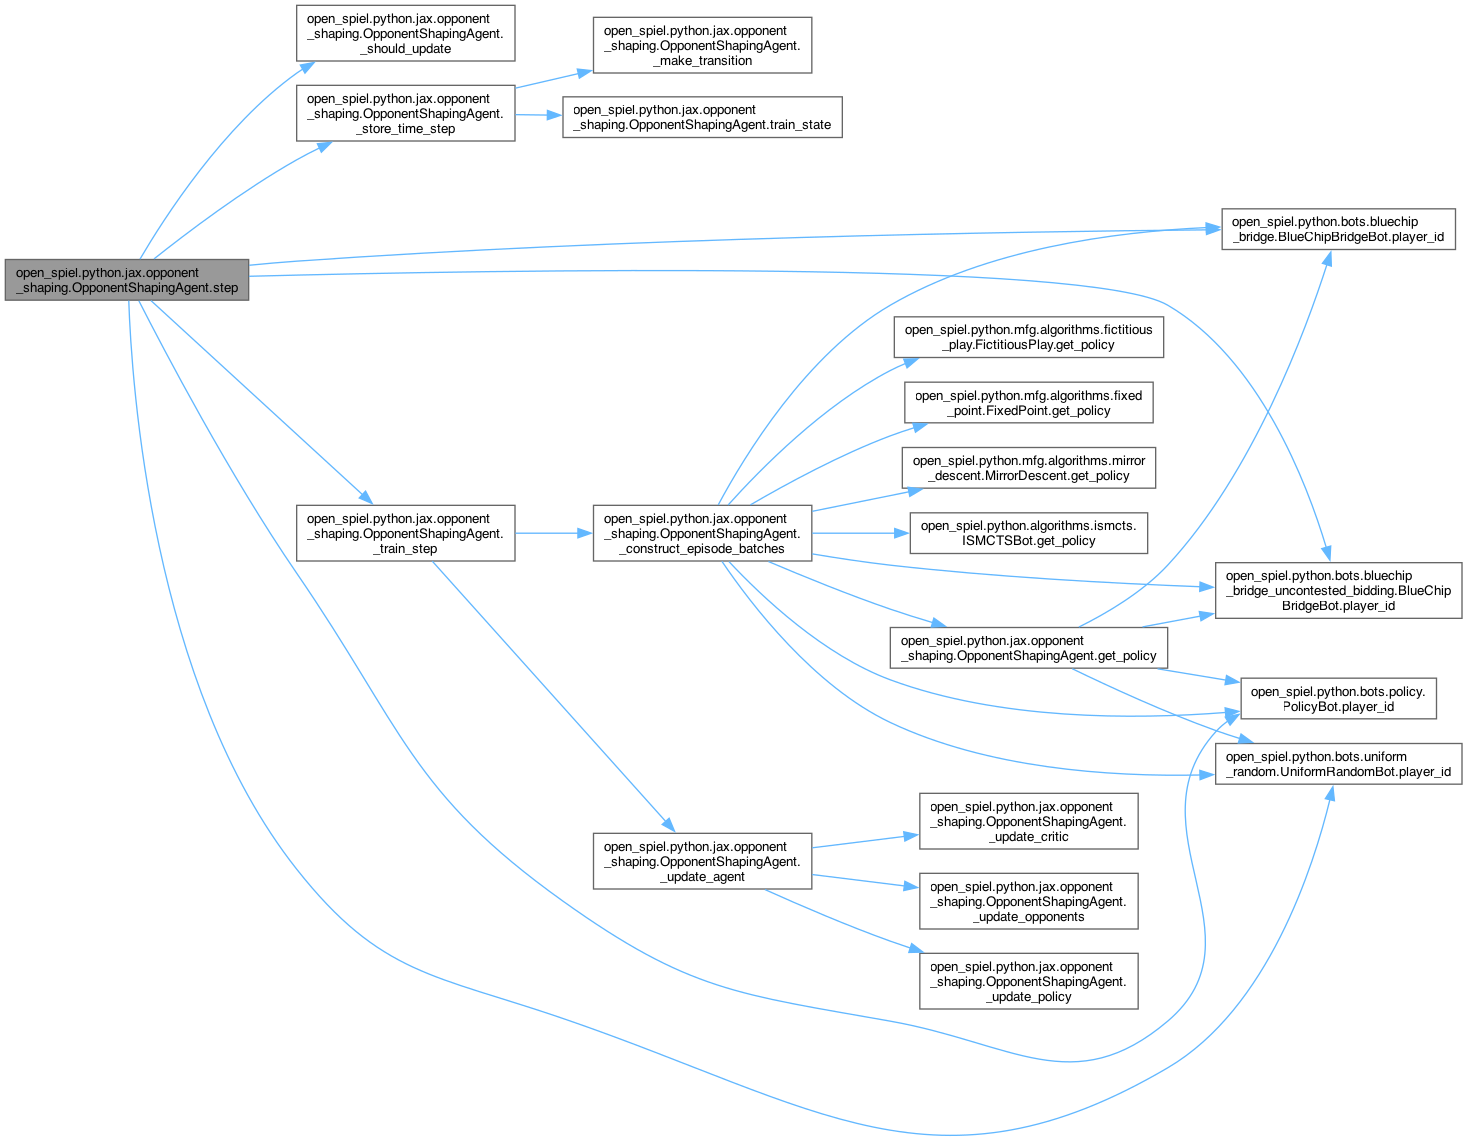 open_spiel.python.jax.opponent
_shaping.OpponentShapingAgent.step
open_spiel.python.jax.opponent
_shaping.OpponentShapingAgent.
_should_update
open_spiel.python.jax.opponent
_shaping.OpponentShapingAgent.
_store_time_step
open_spiel.python.jax.opponent
_shaping.OpponentShapingAgent.
_make_transition
open_spiel.python.jax.opponent
_shaping.OpponentShapingAgent.train_state
open_spiel.python.bots.bluechip
_bridge.BlueChipBridgeBot.player_id
open_spiel.python.mfg.algorithms.fictitious
_play.FictitiousPlay.get_policy
open_spiel.python.mfg.algorithms.fixed
_point.FixedPoint.get_policy
open_spiel.python.mfg.algorithms.mirror
_descent.MirrorDescent.get_policy
open_spiel.python.jax.opponent
_shaping.OpponentShapingAgent.
_train_step
open_spiel.python.jax.opponent
_shaping.OpponentShapingAgent.
_construct_episode_batches
open_spiel.python.algorithms.ismcts.
ISMCTSBot.get_policy
open_spiel.python.bots.bluechip
_bridge_uncontested_bidding.BlueChip
BridgeBot.player_id
open_spiel.python.jax.opponent
_shaping.OpponentShapingAgent.get_policy
open_spiel.python.bots.policy.
PolicyBot.player_id
open_spiel.python.bots.uniform
_random.UniformRandomBot.player_id
open_spiel.python.jax.opponent
_shaping.OpponentShapingAgent.
_update_agent
open_spiel.python.jax.opponent
_shaping.OpponentShapingAgent.
_update_critic
open_spiel.python.jax.opponent
_shaping.OpponentShapingAgent.
_update_opponents
open_spiel.python.jax.opponent
_shaping.OpponentShapingAgent.
_update_policy